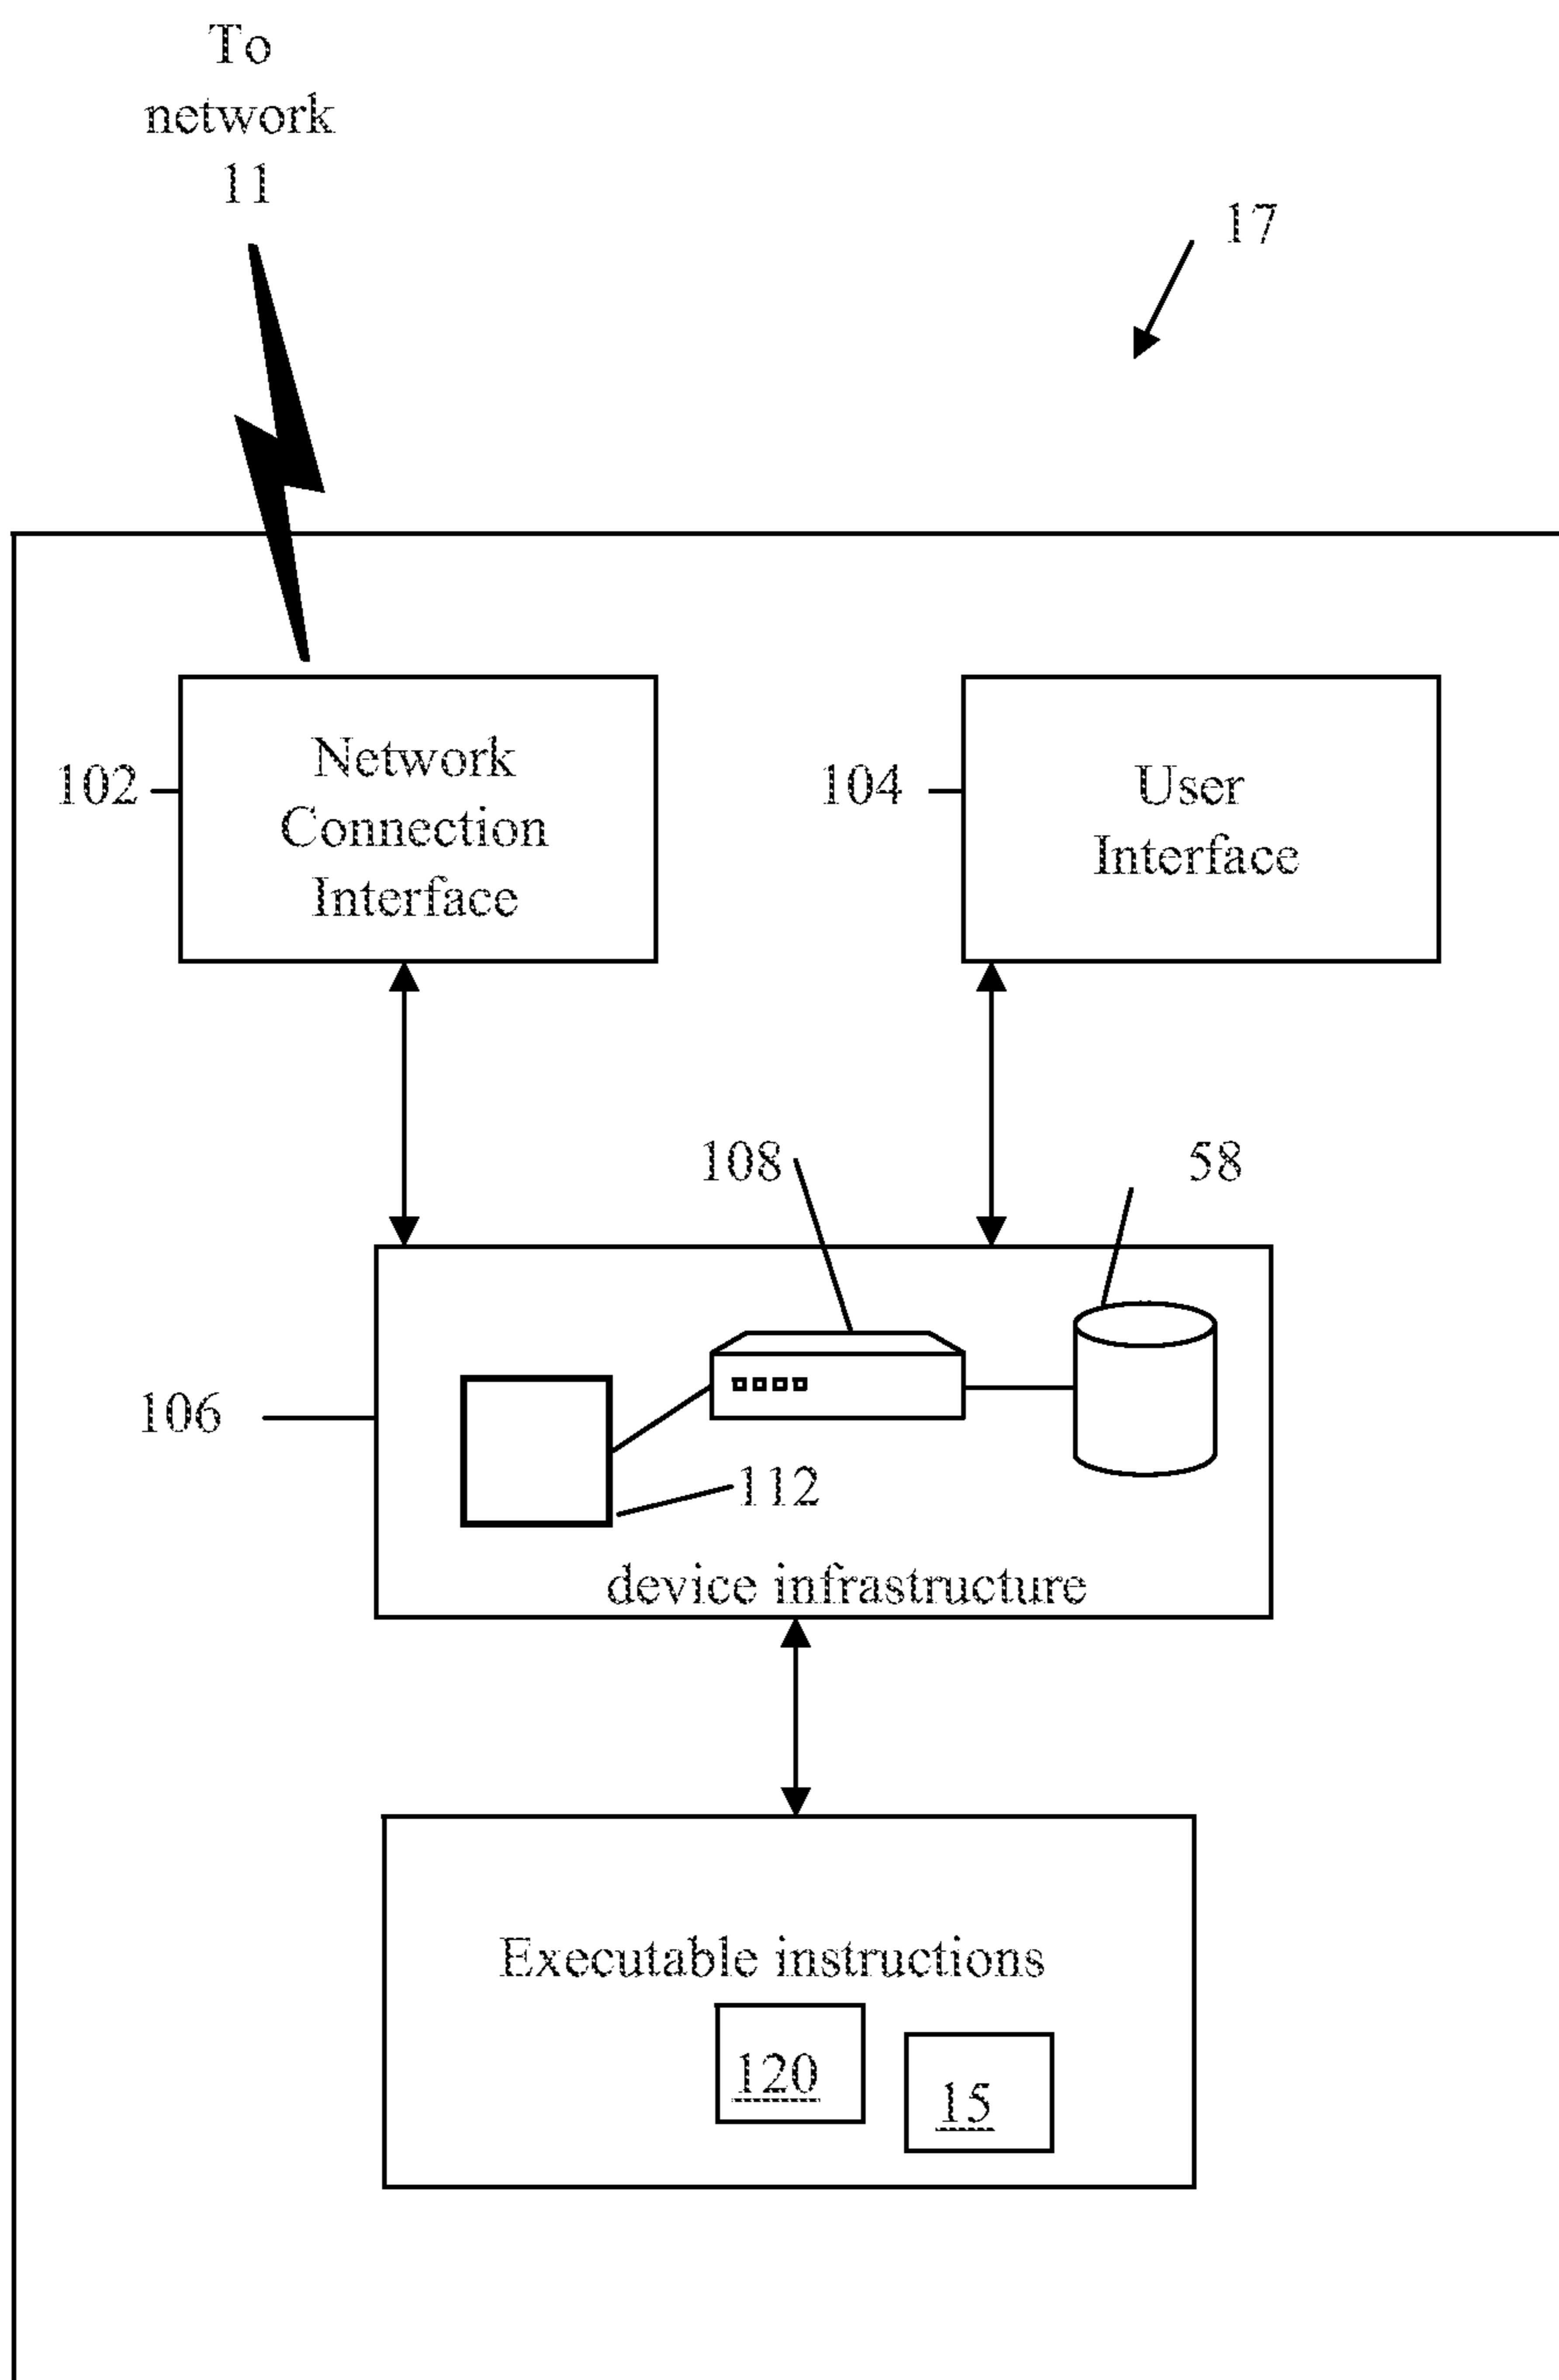 To
network
11
17
Network
Connection
Interface
102
User
Interface
104
108
58
106
112
device infrastructure
Executable instructions
120
15